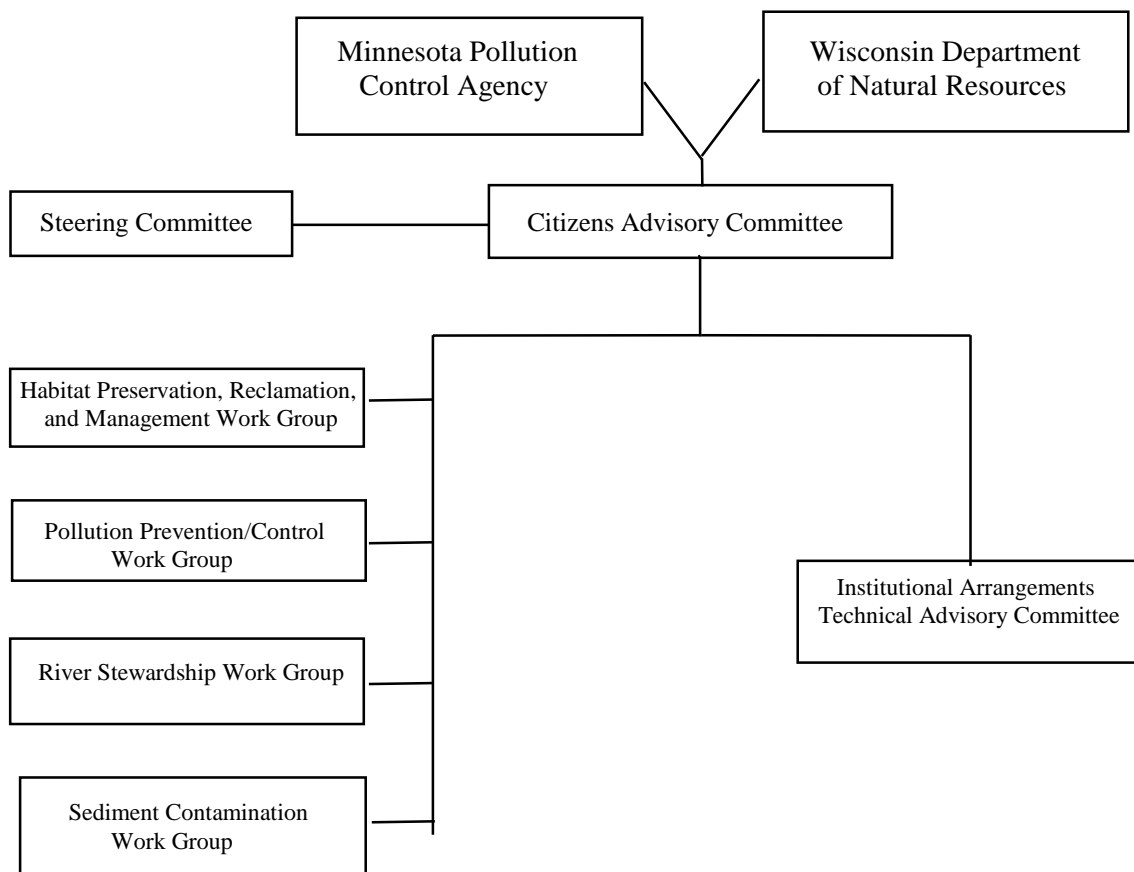 Minnesota Pollution
Control Agency
Wisconsin Department
of Natural Resources
Steering Committee
Citizens Advisory Committee
Habitat Preservation, Reclamation,
and Management Work Group
Pollution Prevention/Control
Work Group
Institutional Arrangements
Technical Advisory Committee
River Stewardship Work Group
Sediment Contamination
Work Group